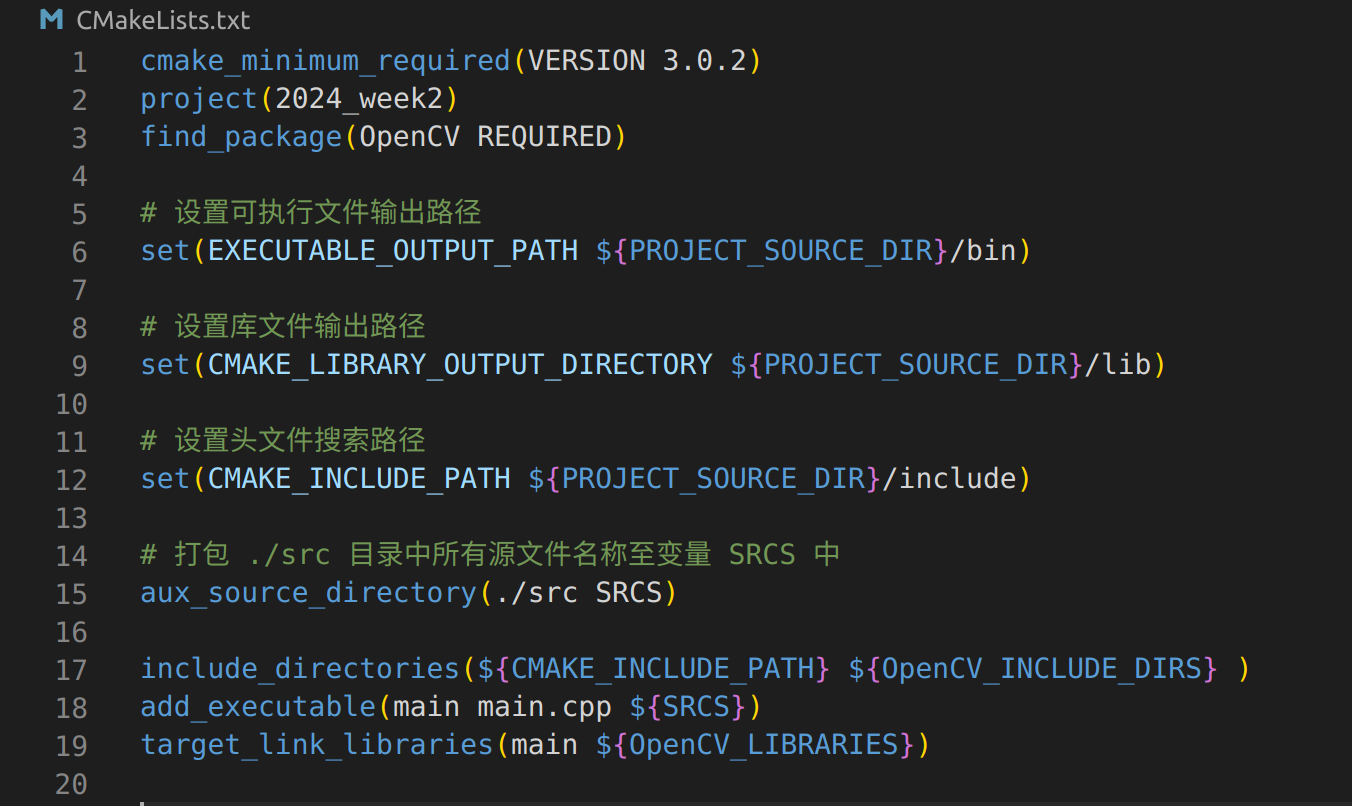 CMakeLists.txt
1 cmake_minimum_required(VERSION 3.0.2)
2 project(2024_week2)
3 find_package(OpenCV REQUIRED)
4
5 # 设置可执行文件输出路径
6 set(EXECUTABLE_OUTPUT_PATH ${PROJECT_SOURCE_DIR}/bin)
7
8 # 设置库文件输出路径
9 set(CMAKE_LIBRARY_OUTPUT_DIRECTORY ${PROJECT_SOURCE_DIR}/lib)
10
11 # 设置头文件搜索路径
12 set(CMAKE_INCLUDE_PATH ${PROJECT_SOURCE_DIR}/include)
13
14 # 打包 ./src 目录中所有源文件名称至变量 SRCS 中
15 aux_source_directory(./src SRCS)
16
17 include_directories(${CMAKE_INCLUDE_PATH} ${OpenCV_INCLUDE_DIRS} )
18 add_executable(main main.cpp ${SRCS})
19 target_link_libraries(main ${OpenCV_LIBRARIES})
20